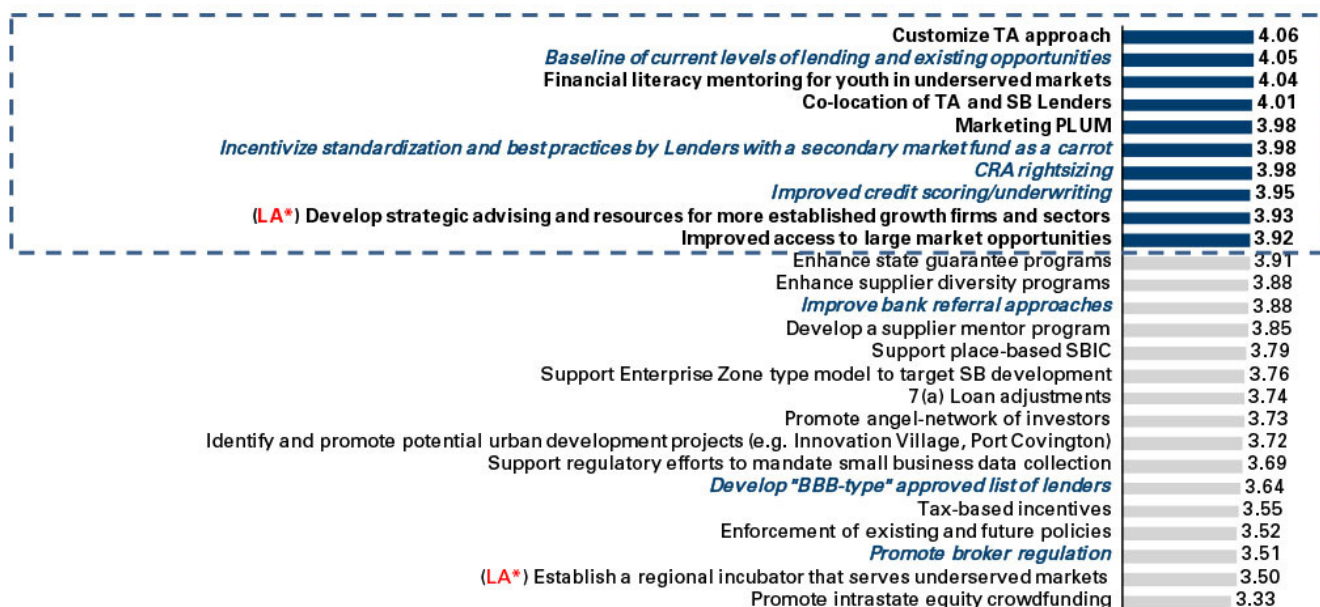 Customize TA approach 4.06
Baseline of current levels of lending and existing opportunities 4.05
Financial literacy mentoring for youth in underserved markets 4.04
Co-location of TA and SB Lenders 4.01
Marketing PLUM 3.98
Incentivize standardization and best practices by Lenders with a secondary market fund as a carrot 3.98
CRA rightsizing 3.98
Improved credit scoring/underwriting 3.95
(LA*) Develop strategic advising and resources for more established growth firms and sectors 3.93
Improved access to large market opportunities 3.92
Enhance state guarantee programs 3.91
Enhance supplier diversity programs 3.88
Improve bank referral approaches 3.88
Develop a supplier mentor program 3.85
Support place-based SBIC 3.79
Support Enterprise Zone type model to target SB development 3.76
7(a) Loan adjustments 3.74
Promote angel-network of investors 3.73
Identify and promote potential urban development projects (e.g. Innovation Village, Port Covington) 3.72
Support regulatory efforts to mandate small business data collection 3.69
Develop "BBB-type" approved list of lenders 3.64
Tax-based incentives 3.55
Enforcement of existing and future policies 3.52
Promote broker regulation 3.51
(LA*) Establish a regional incubator that serves underserved markets 3.50
Promote intrastate equity crowdfunding 3.33